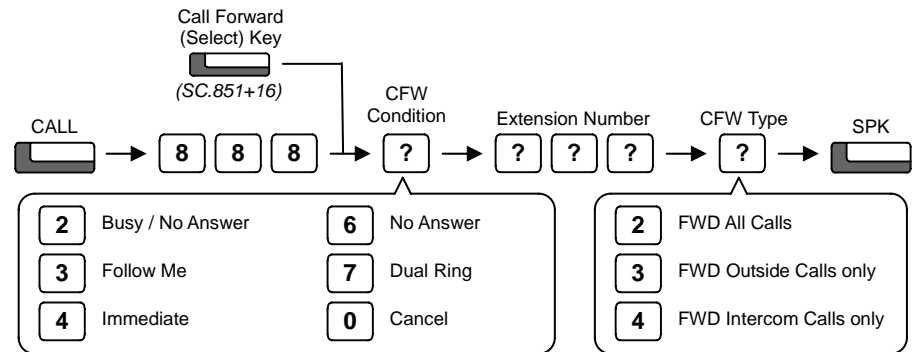 Call Forward
(Select) Key
(SC.851+16)
CFW
Condition
CALL
Extension Number
CFW Type
SPK
8 8 8 ? ? ? ? ?
2 Busy / No Answer
6 No Answer
2 FWD All Calls
3 Follow Me
7 Dual Ring
3 FWD Outside Calls only
4 Immediate
0 Cancel
4 FWD Intercom Calls only